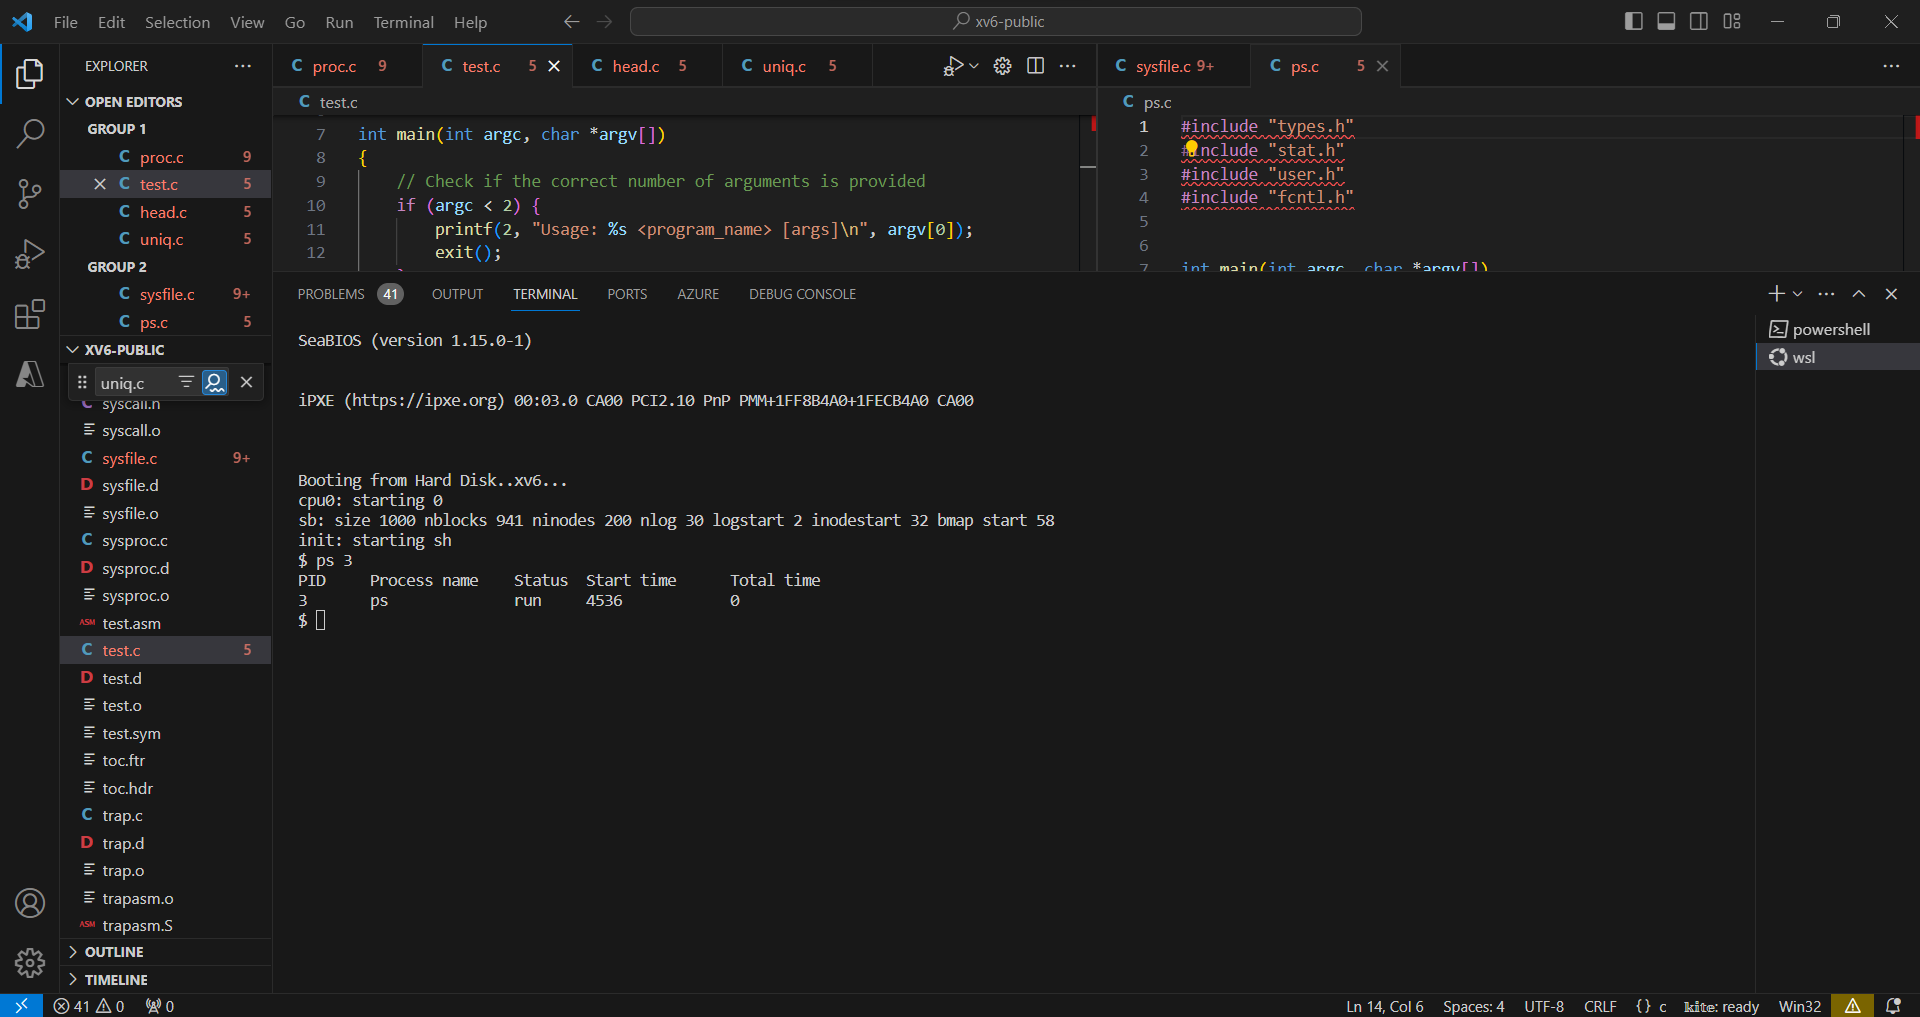 File Edit Selection View Go Run Terminal Help
xv6-public
EXPLORER
OPEN EDITORS
GROUP 1
C proc.c 9
C test.c 5
C head.c 5
C uniq.c 5
GROUP 2
C sysfile.c 9+
C ps.c 5
XV6-PUBLIC
uniq.c
C syscall.h
syscall.o
C sysfile.c 9+
D sysfile.d
sysfile.o
C sysproc.c
D sysproc.d
sysproc.o
ASM test.asm
C test.c 5
D test.d
test.o
test.sym
toc.ftr
toc.hdr
C trap.c
D trap.d
trap.o
trapasm.o
ASM trapasm.S
OUTLINE
TIMELINE
C proc.c 9 C test.c 5 C head.c 5 C uniq.c 5
C test.c
7 int main(int argc, char *argv[])
8 {
9 // Check if the correct number of arguments is provided
10 if (argc < 2) {
11 printf(2, "Usage: %s <program_name> [args]\n", argv[0]);
12 exit();
C sysfile.c 9+ C ps.c 5
C ps.c
1 #include "types.h"
2 #include "stat.h"
3 #include "user.h"
4 #include "fcntl.h"
5
6
7 int main(int argc, char *argv[])
PROBLEMS 41 OUTPUT TERMINAL PORTS AZURE DEBUG CONSOLE
SeaBIOS (version 1.15.0-1)
iPXE (https://ipxe.org) 00:03.0 CA00 PCI2.10 PnP PMM+1FF8B4A0+1FECB4A0 CA00
Booting from Hard Disk..xv6...
cpu0: starting 0
sb: size 1000 nblocks 941 ninodes 200 nlog 30 logstart 2 inodestart 32 bmap start 58
init: starting sh
$ ps 3
PID Process name Status Start time Total time
3 ps run 4536 0
$
powershell
wsl
41 0 0
Ln 14, Col 6 Spaces: 4 UTF-8 CRLF {} c kite: ready Win32